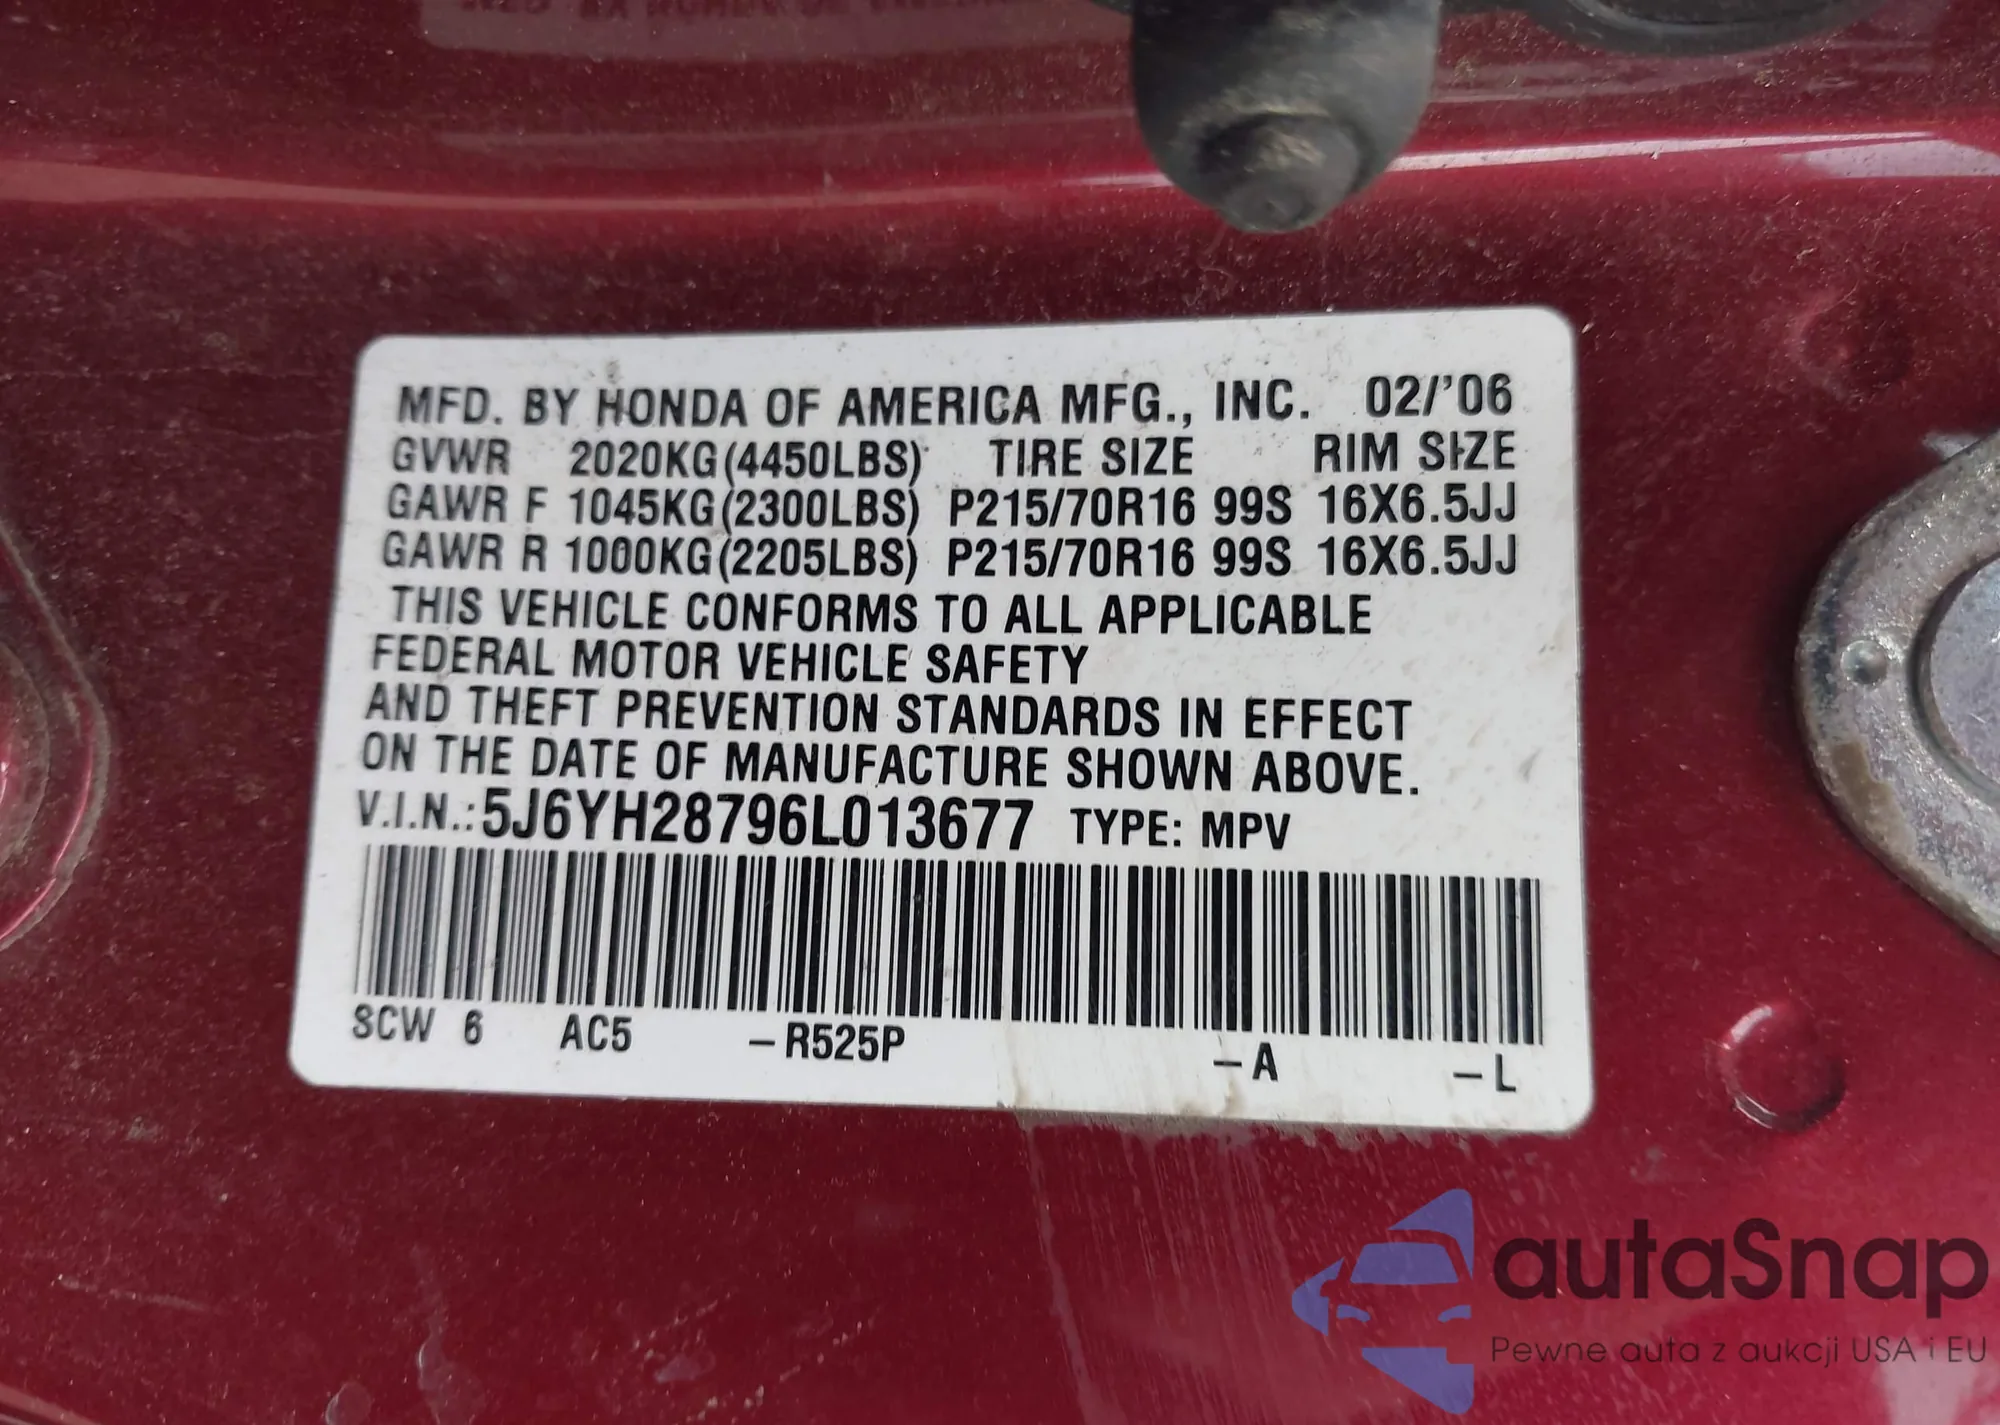 MFD. BY HONDA OF AMERICA MFG., INC. 02/'06
GVWR 2020KG(4450LBS) TIRE SIZE RIM SIZE
GAWR F 1045KG(2300LBS) P215/70R16 99S 16X6.5JJ
GAWR R 1000KG(2205LBS) P215/70R16 99S 16X6.5JJ
THIS VEHICLE CONFORMS TO ALL APPLICABLE
FEDERAL MOTOR VEHICLE SAFETY
AND THEFT PREVENTION STANDARDS IN EFFECT
ON THE DATE OF MANUFACTURE SHOWN ABOVE.
V.I.N.:5J6YH28796L013677 TYPE: MPV
SCW 6 AC5 -R525P -A -L
autaSnap
Pewne auta z aukcji USA i EU